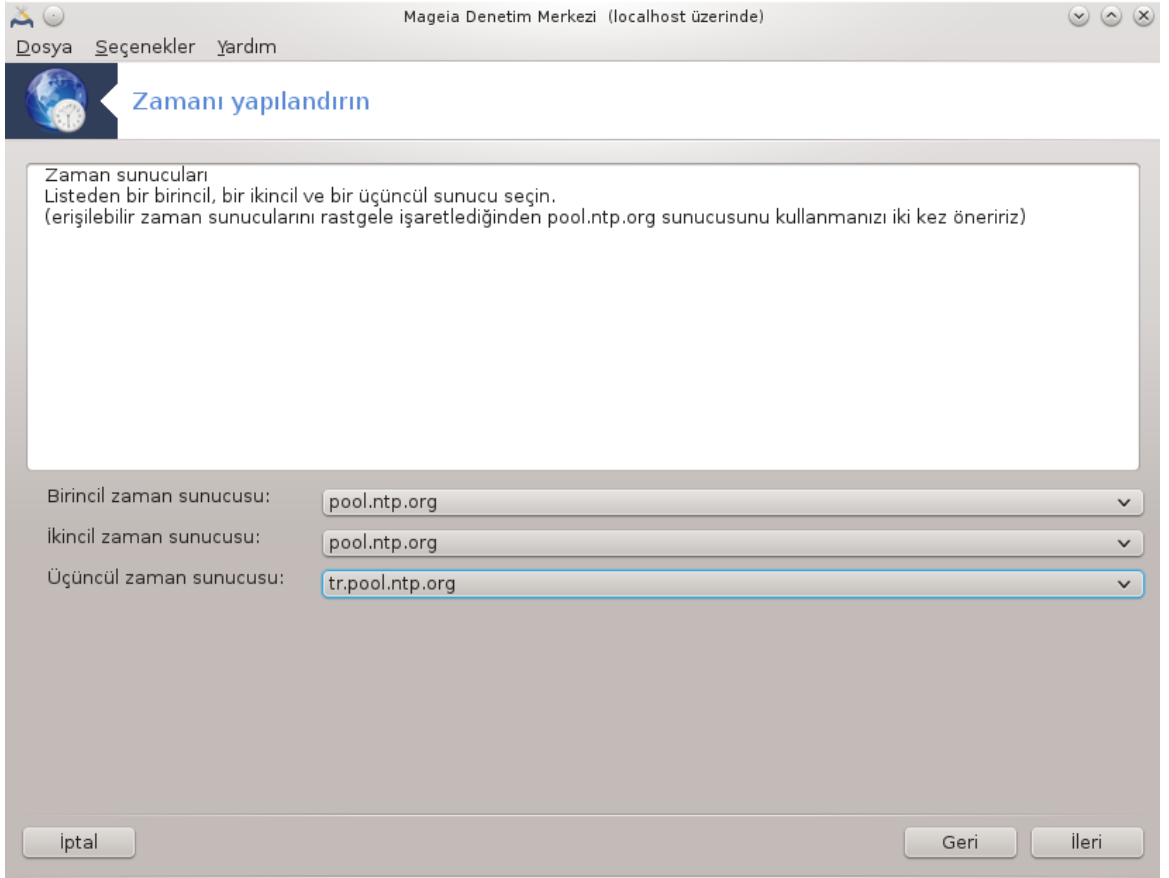 Mageia Denetim Merkezi (localhost üzerinde)
Dosya Seçenekler Yardım
Zamanı yapılandırın
Zaman sunucuları
Listeden bir birincil, bir ikincil ve bir üçüncül sunucu seçin.
(erişilebilir zaman sunucularını rastgele işaretlediğinden pool.ntp.org sunucusunu kullanmanızı iki kez öneririz)
Birincil zaman sunucusu: pool.ntp.org
İkincil zaman sunucusu: pool.ntp.org
Üçüncül zaman sunucusu: tr.pool.ntp.org
İptal Geri İleri